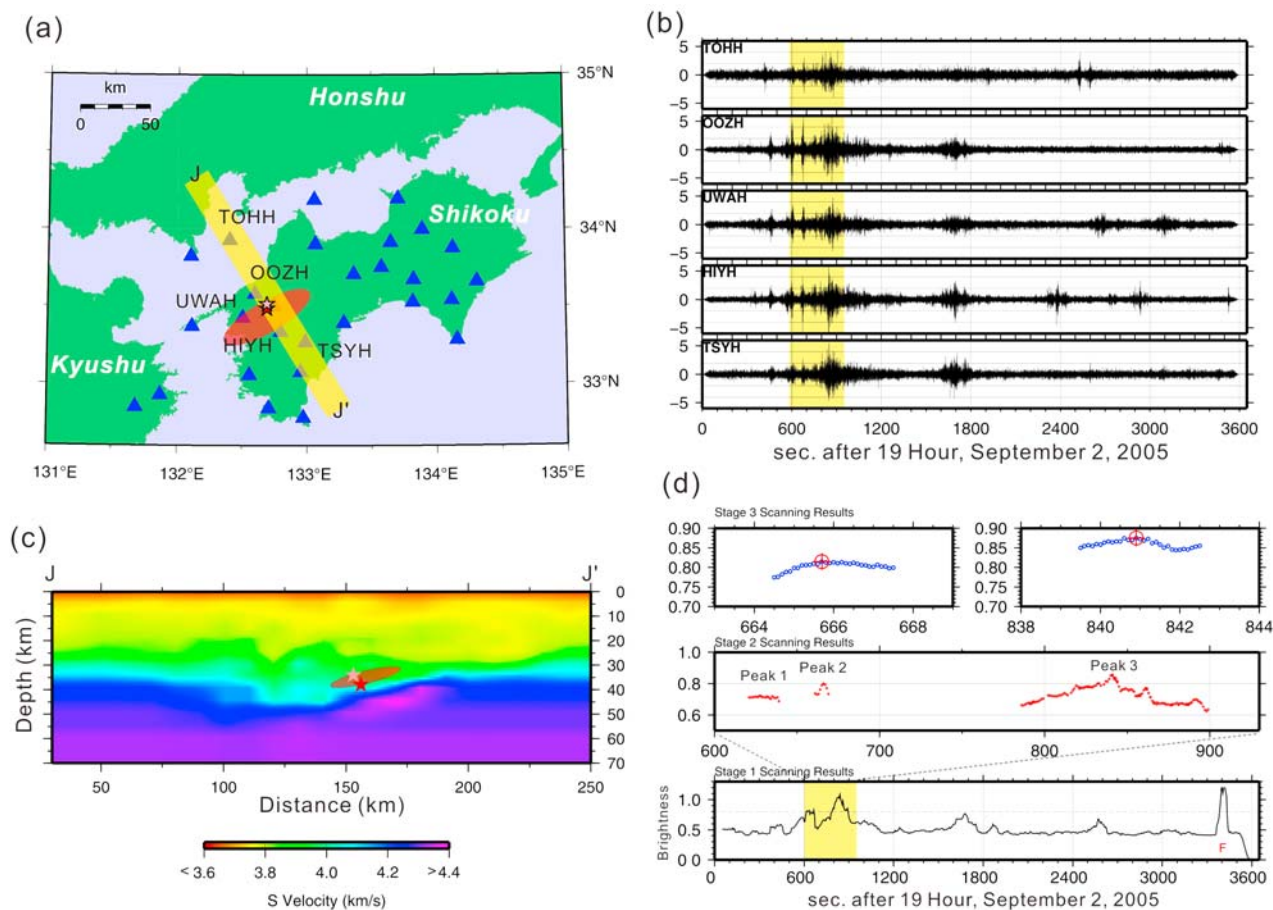 (a)
km
0 50
Honshu
Shikoku
Kyushu
J
TOHH
OOZH
UWAH
HIYH
TSYH
J'
35°N
34°N
33°N
131°E 132°E 133°E 134°E 135°E
(b)
TOHH
5
0
−5
OOZH
5
0
−5
UWAH
5
0
−5
HIYH
5
0
−5
TSYH
5
0
−5
0 600 1200 1800 2400 3000 3600
sec. after 19 Hour, September 2, 2005
(c)
J J'
0
10
20
30
40
50
60
70
Depth (km)
50 100 150 200 250
Distance (km)
<3.6 3.8 4.0 4.2 >4.4
S Velocity (km/s)
(d)
Stage 3 Scanning Results
0.90
0.85
0.80
0.75
0.70
664 666 668
0.90
0.85
0.80
0.75
0.70
838 840 842 844
Stage 2 Scanning Results
1.0
0.8
0.6
Peak 1
Peak 2
Peak 3
600 700 800 900
Stage 1 Scanning Results
Brightness
1.0
0.5
0.0
F
0 600 1200 1800 2400 3000 3600
sec. after 19 Hour, September 2, 2005